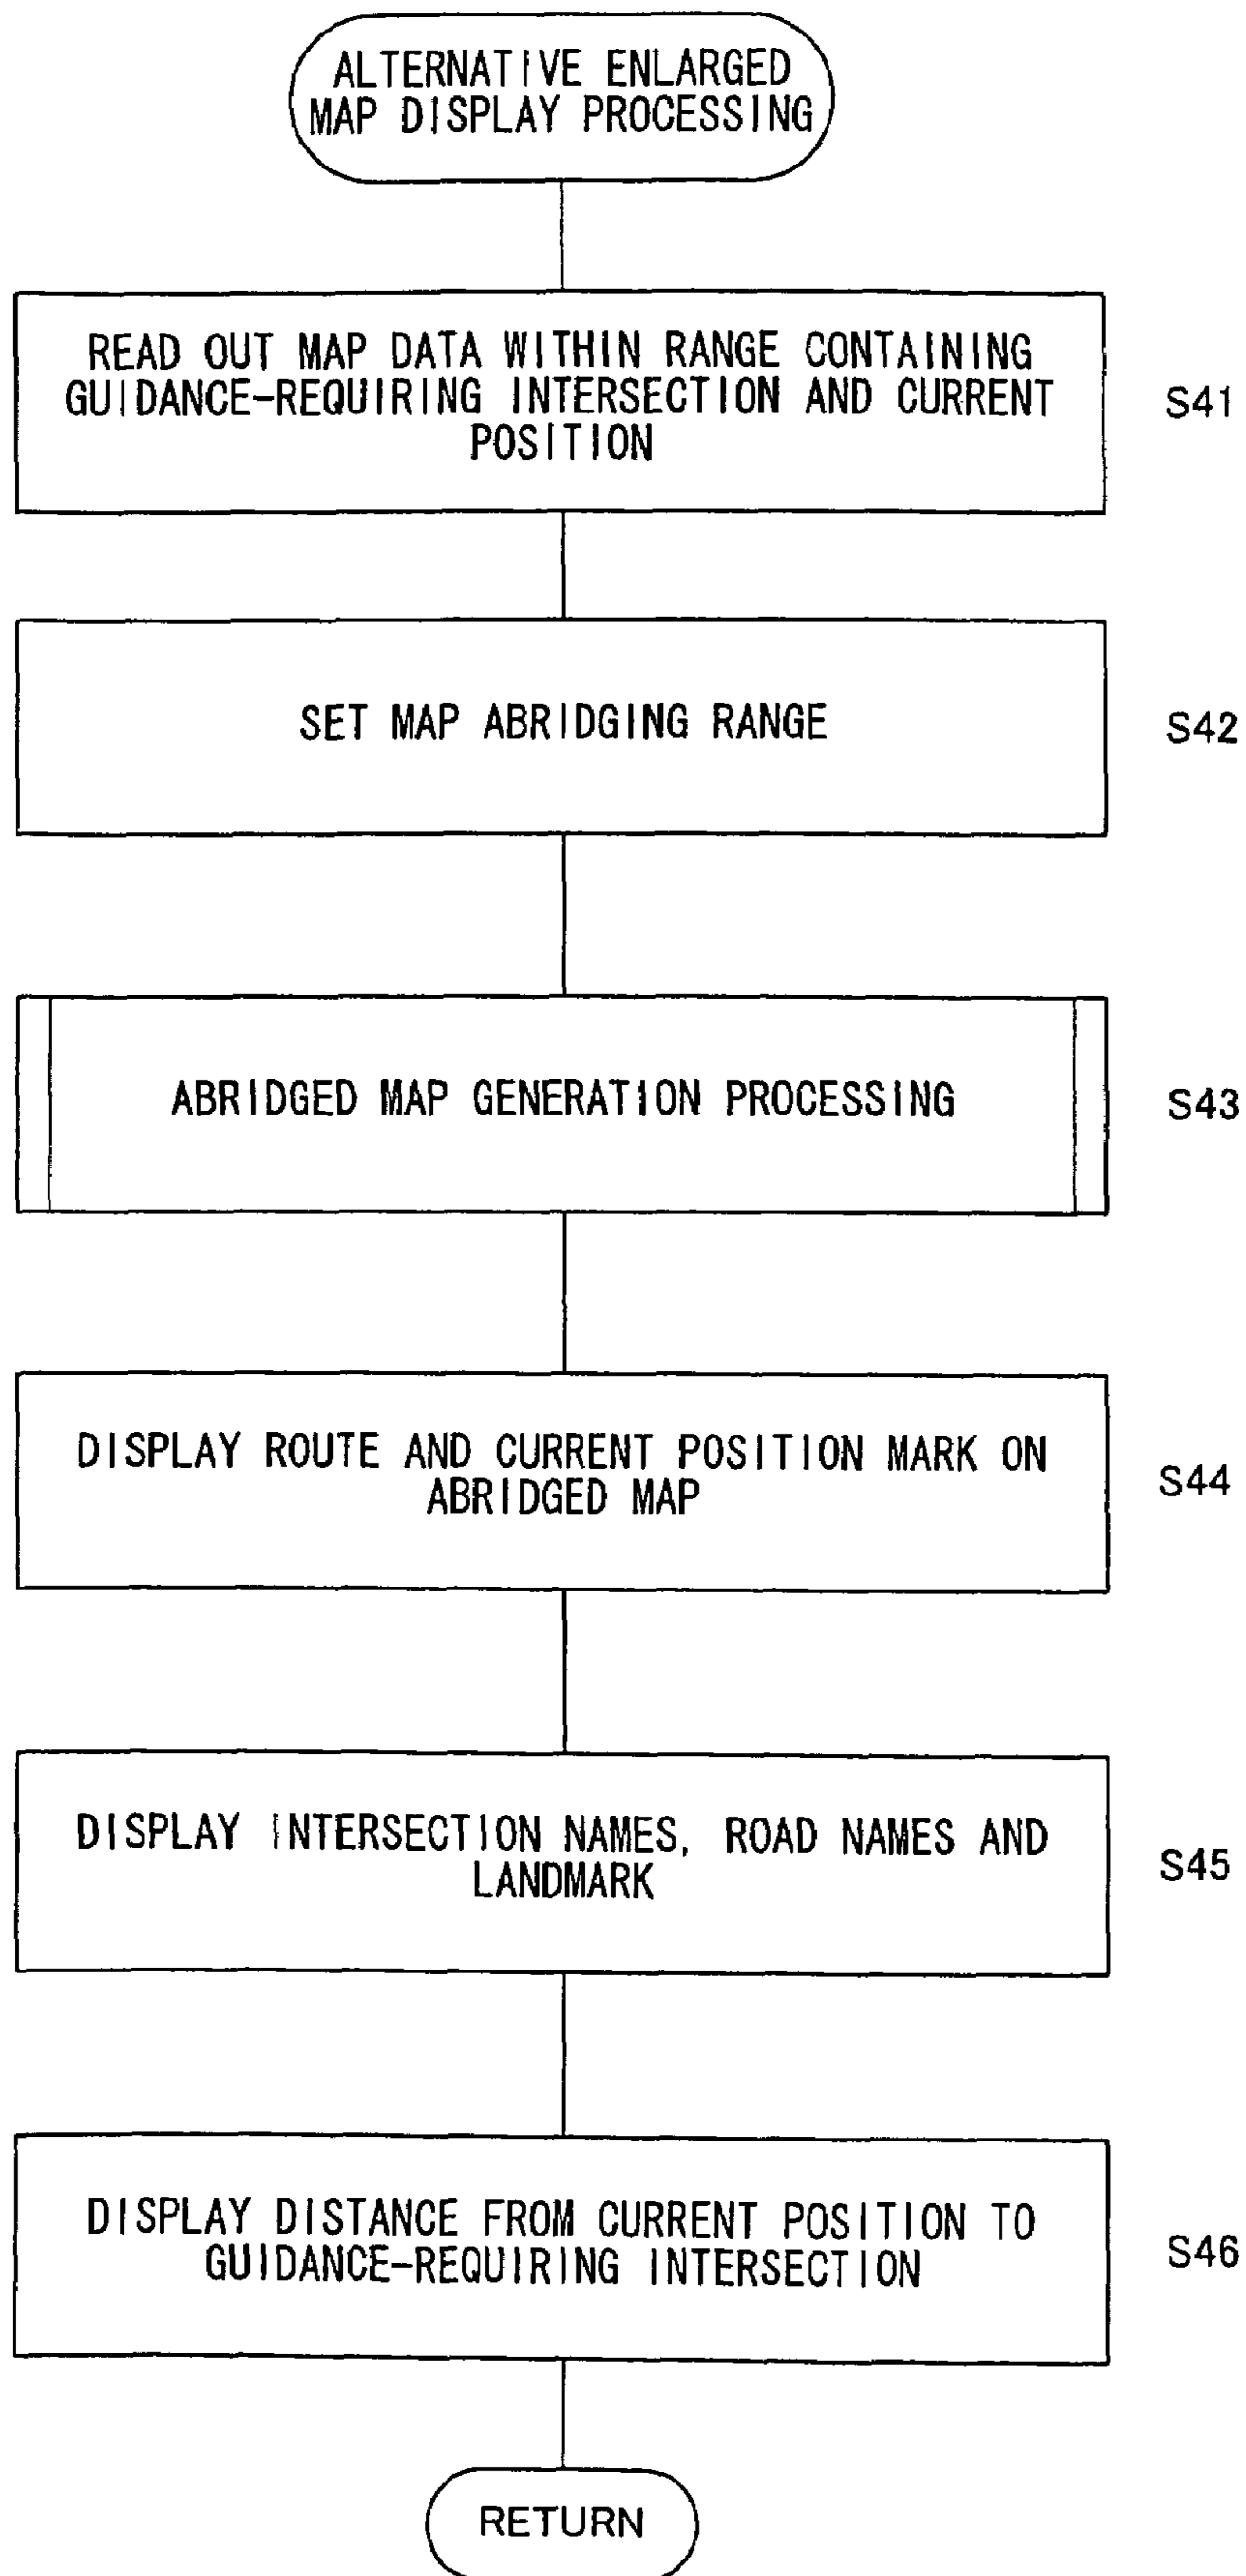 ALTERNATIVE ENLARGED
MAP DISPLAY PROCESSING
READ OUT MAP DATA WITHIN RANGE CONTAINING
GUIDANCE-REQUIRING INTERSECTION AND CURRENT
POSITION
S41
SET MAP ABRIDGING RANGE
S42
ABRIDGED MAP GENERATION PROCESSING
S43
DISPLAY ROUTE AND CURRENT POSITION MARK ON
ABRIDGED MAP
S44
DISPLAY INTERSECTION NAMES, ROAD NAMES AND
LANDMARK
S45
DISPLAY DISTANCE FROM CURRENT POSITION TO
GUIDANCE-REQUIRING INTERSECTION
S46
RETURN